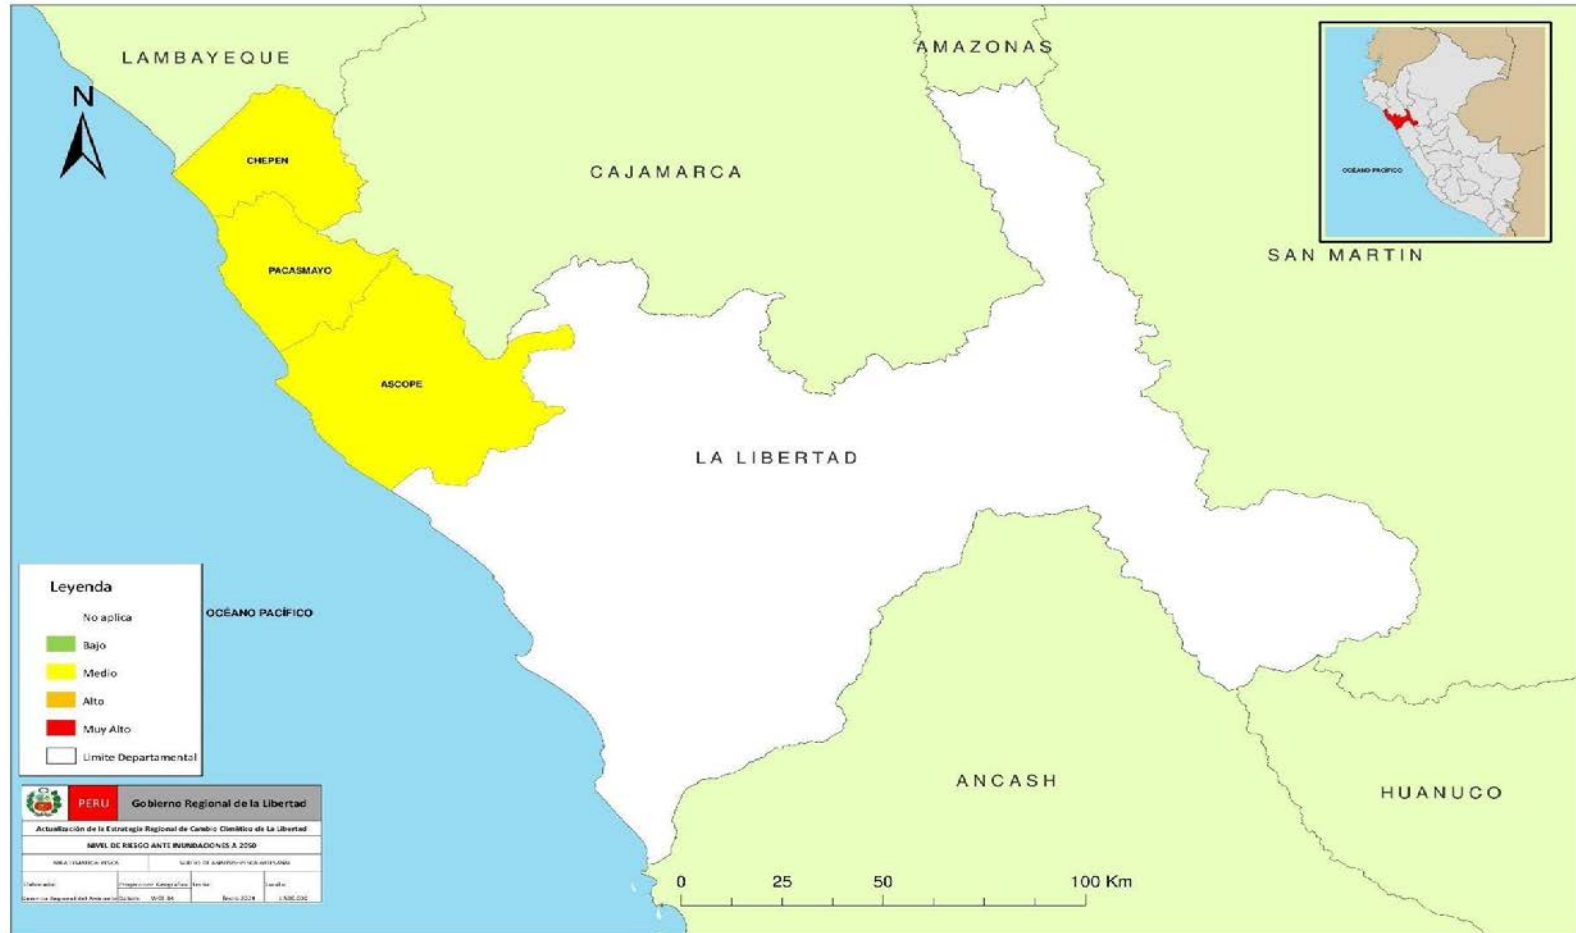 LAMBAYEQUE
AMAZONAS
N
CHEPEN
CAJAMARCA
OCÉANO PACÍFICO
SAN MARTIN
PACASMAYO
ASCOPE
LA LIBERTAD
Leyenda
No aplica
Bajo
Medio
Alto
Muy Alto
Limite Departamental
OCÉANO PACÍFICO
ANCASH
HUANUCO
PERU
Gobierno Regional de la Libertad
Actualización de la Estrategia Regional de Cambio Climático de La Libertad
NIVEL DE RIESGO ANTE INUNDACIONES A 2050
0 25 50 100 Km